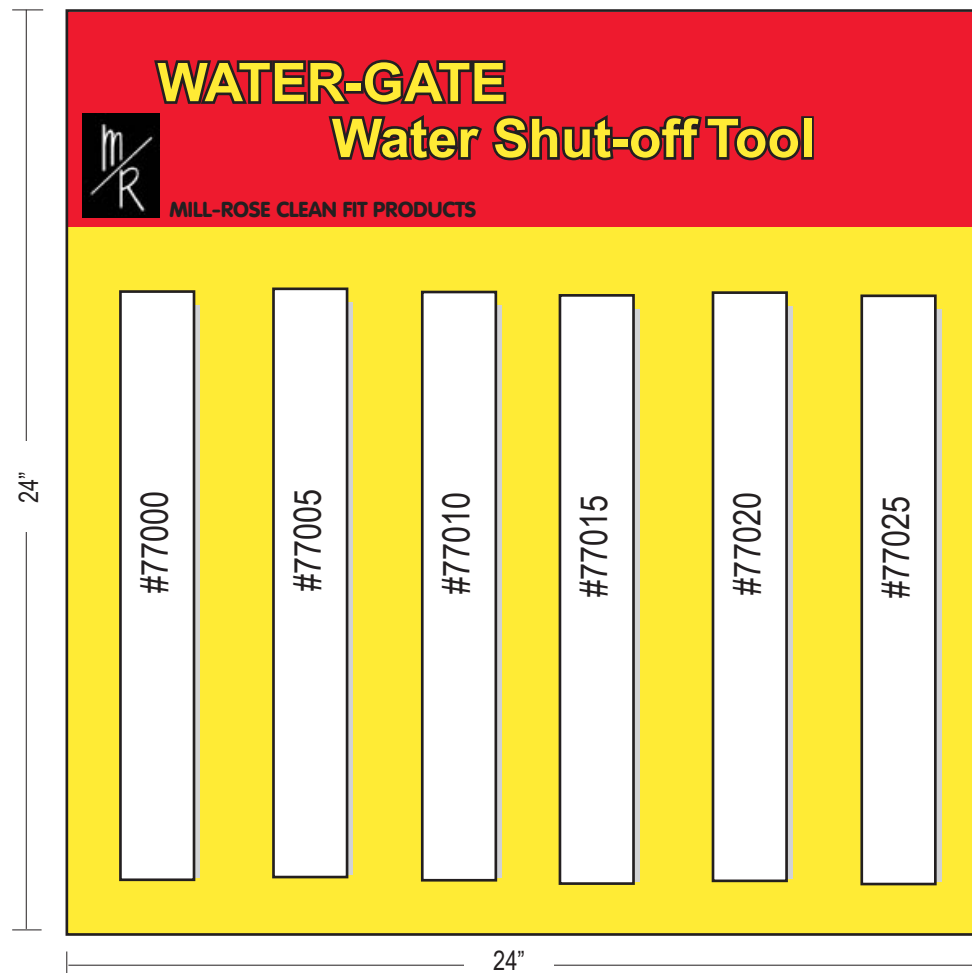 WATER-GATE
Water Shut-off Tool
m/R
MILL-ROSE CLEAN FIT PRODUCTS
#77000
#77005
#77010
#77015
#77020
#77025
24”
24”